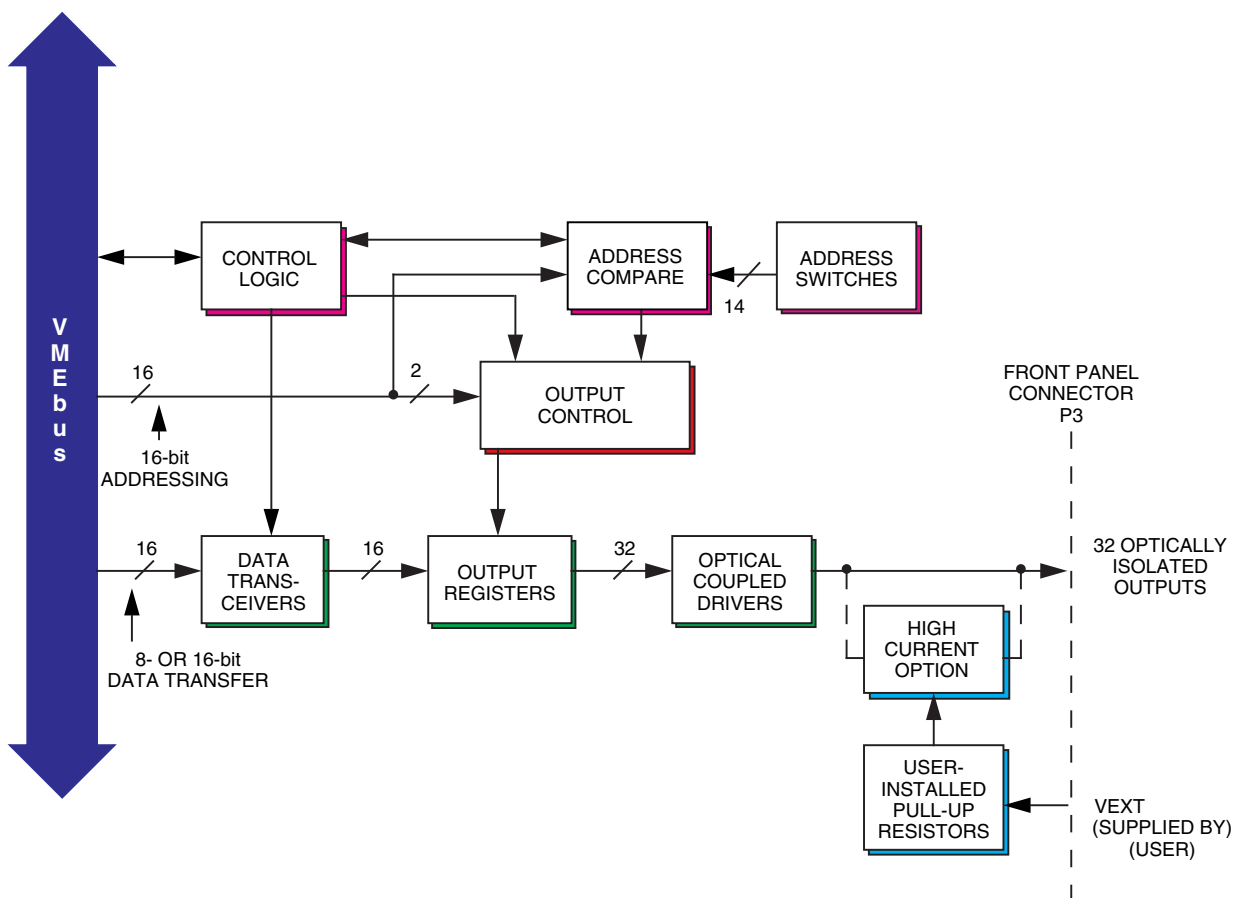 VMEbus
CONTROL
LOGIC
ADDRESS
COMPARE
14
ADDRESS
SWITCHES
16
16-bit
ADDRESSING
2
OUTPUT
CONTROL
FRONT PANEL
CONNECTOR
P3
16
8- OR 16-bit
DATA TRANSFER
DATA
TRANS-
CEIVERS
16
OUTPUT
REGISTERS
32
OPTICAL
COUPLED
DRIVERS
32 OPTICALLY
ISOLATED
OUTPUTS
HIGH
CURRENT
OPTION
USER-
INSTALLED
PULL-UP
RESISTORS
VEXT
(SUPPLIED BY)
(USER)